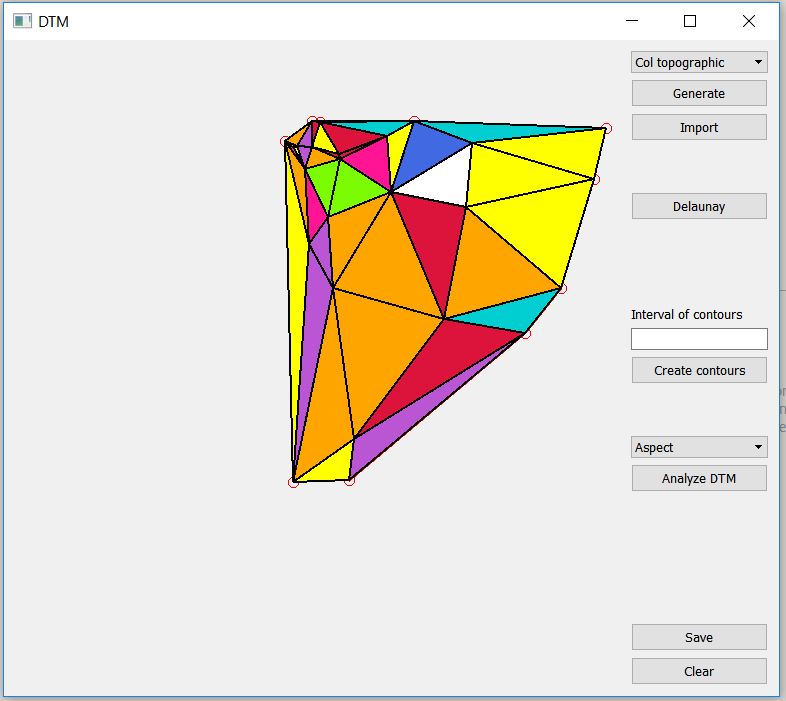 DTM
Col topographic
Generate
Import
Delaunay
Interval of contours
Create contours
Aspect
Analyze DTM
Save
Clear